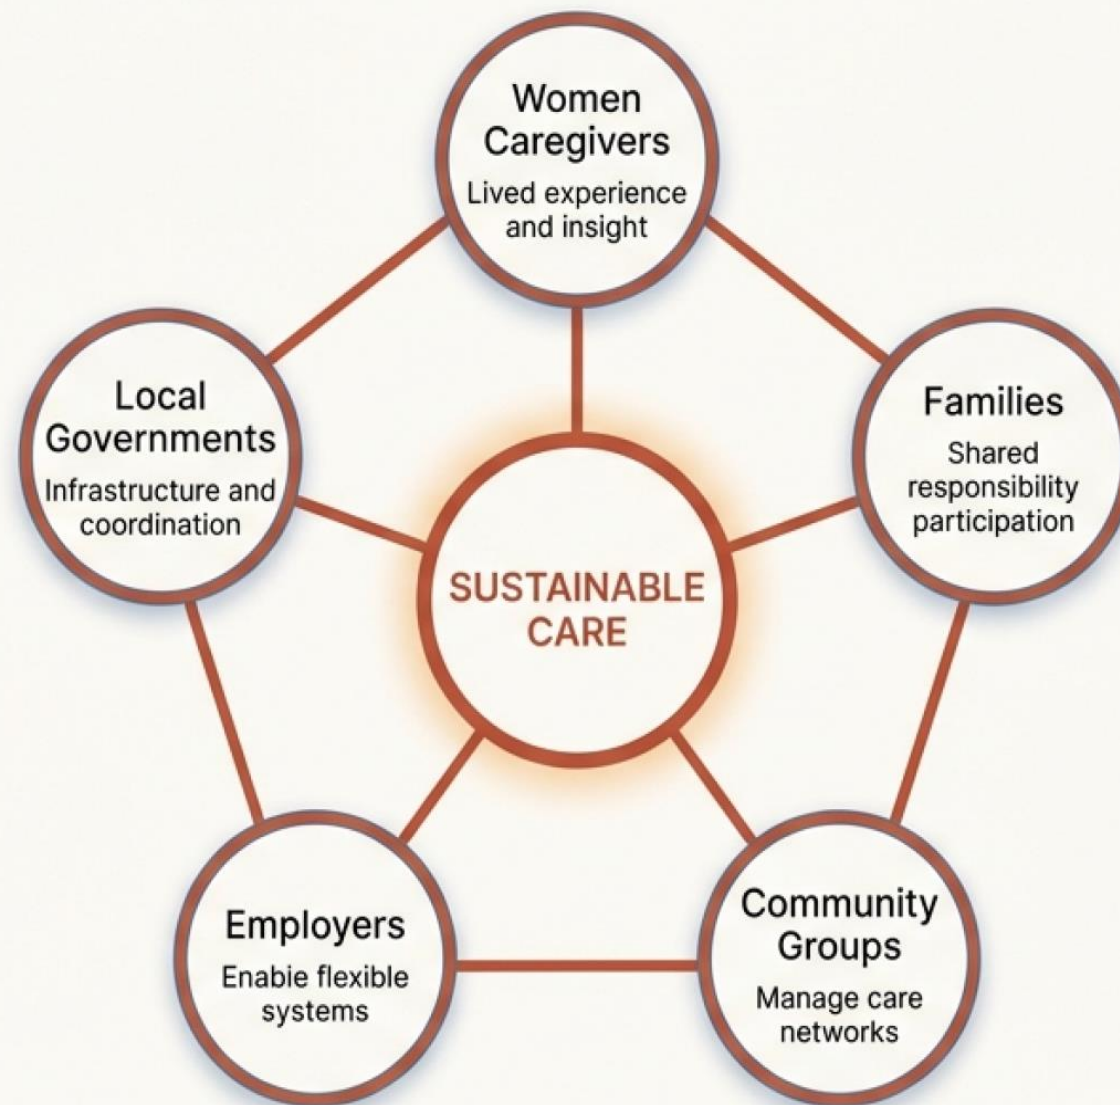 Women
Caregivers
Lived experience
and insight
Local
Governments
Infrastructure and
coordination
Families
Shared
responsibility
participation
SUSTAINABLE
CARE
Employers
Enabie flexible
systems
Community
Groups
Manage care
networks